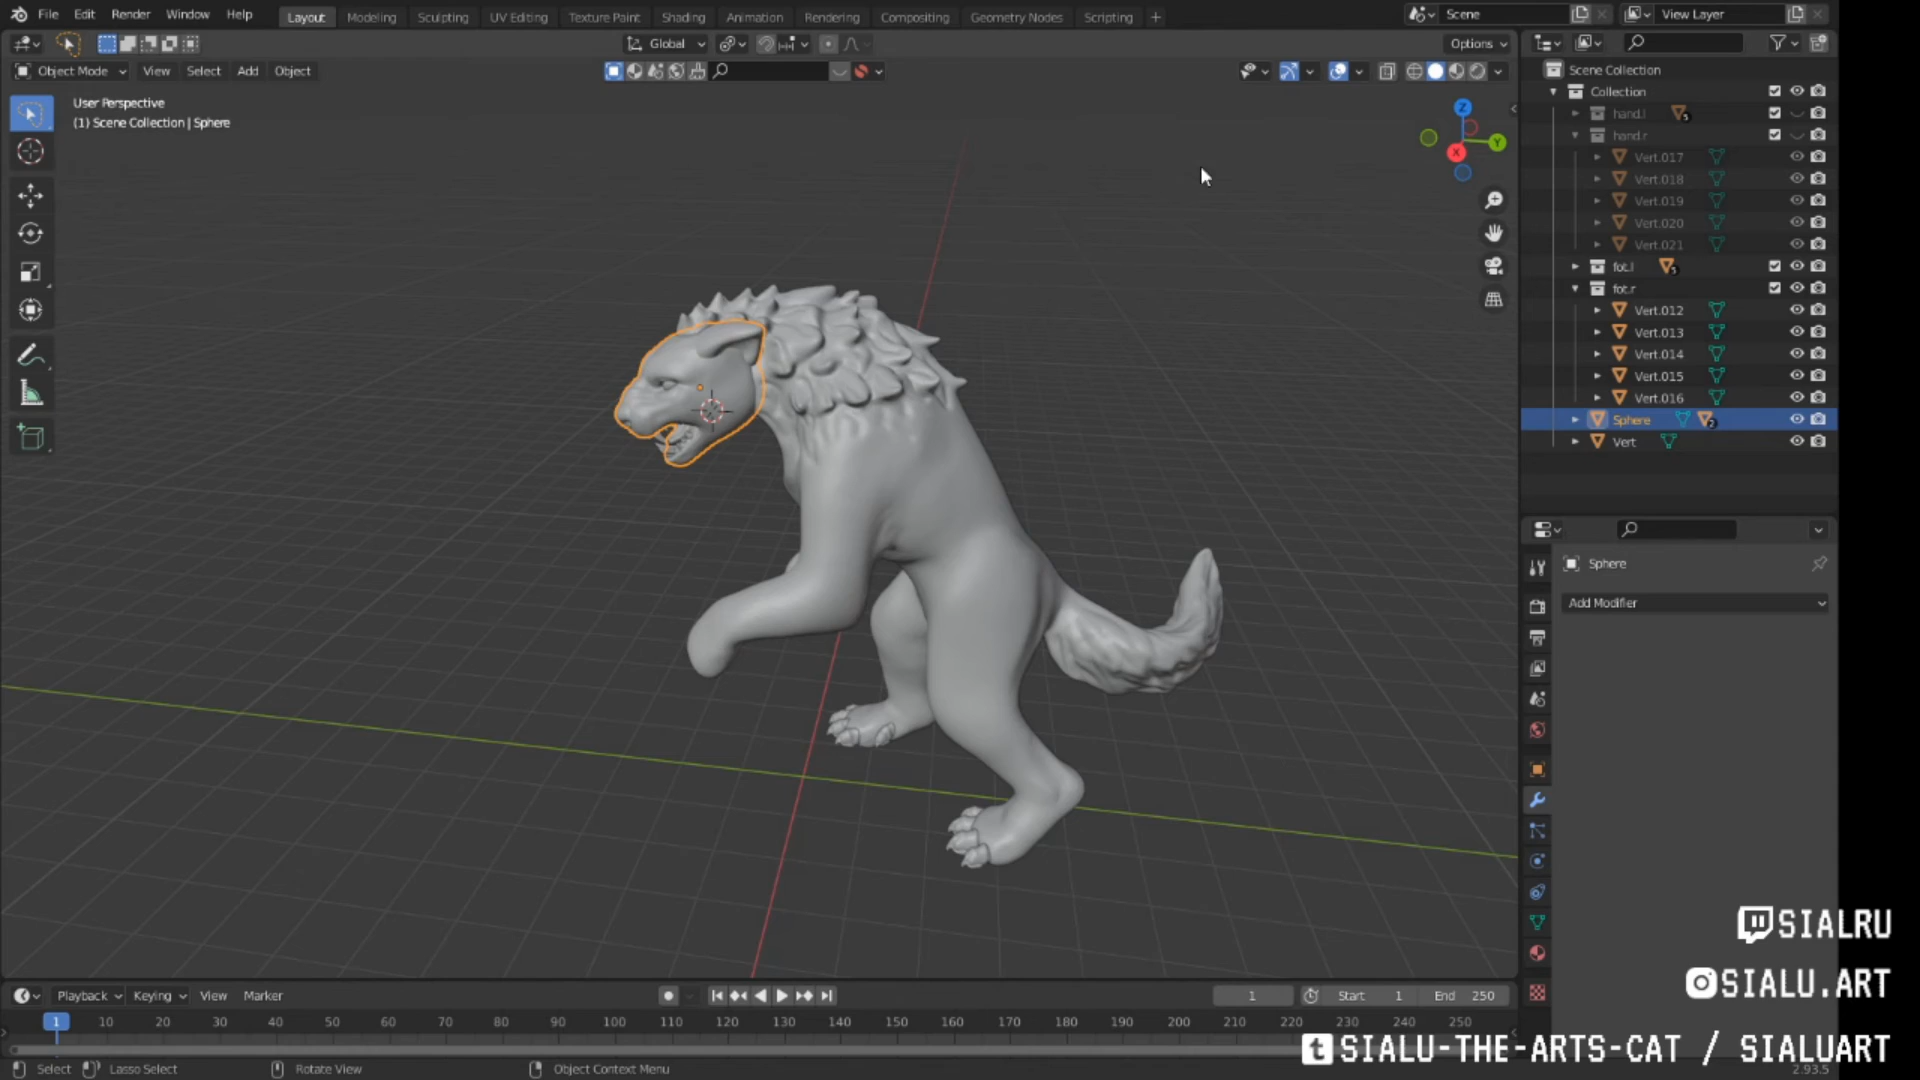 File Edit Render Window Help Layout Modeling Sculpting UV Editing Texture Paint Shading Animation Rendering Compositing Geometry Nodes Scripting + Scene View Layer
Global Options
Object Mode View Select Add Object
User Perspective
(1) Scene Collection | Sphere
Z
Y
X
Scene Collection
Collection
hand.l 5
hand.r
Vert.017
Vert.018
Vert.019
Vert.020
Vert.021
fot.l 5
fot.r
Vert.012
Vert.013
Vert.014
Vert.015
Vert.016
Sphere 2
Vert
Sphere
Add Modifier
Playback Keying View Marker 1 Start 1 End 250
1 10 20 30 40 50 60 70 80 90 100 110 120 130 140 150 160 170 180 190 200 210 220 230 240 250
Select Lasso Select Rotate View Object Context Menu 2.93.5
SIALRU
SIALU.ART
t SIALU-THE-ARTS-CAT / SIALUART